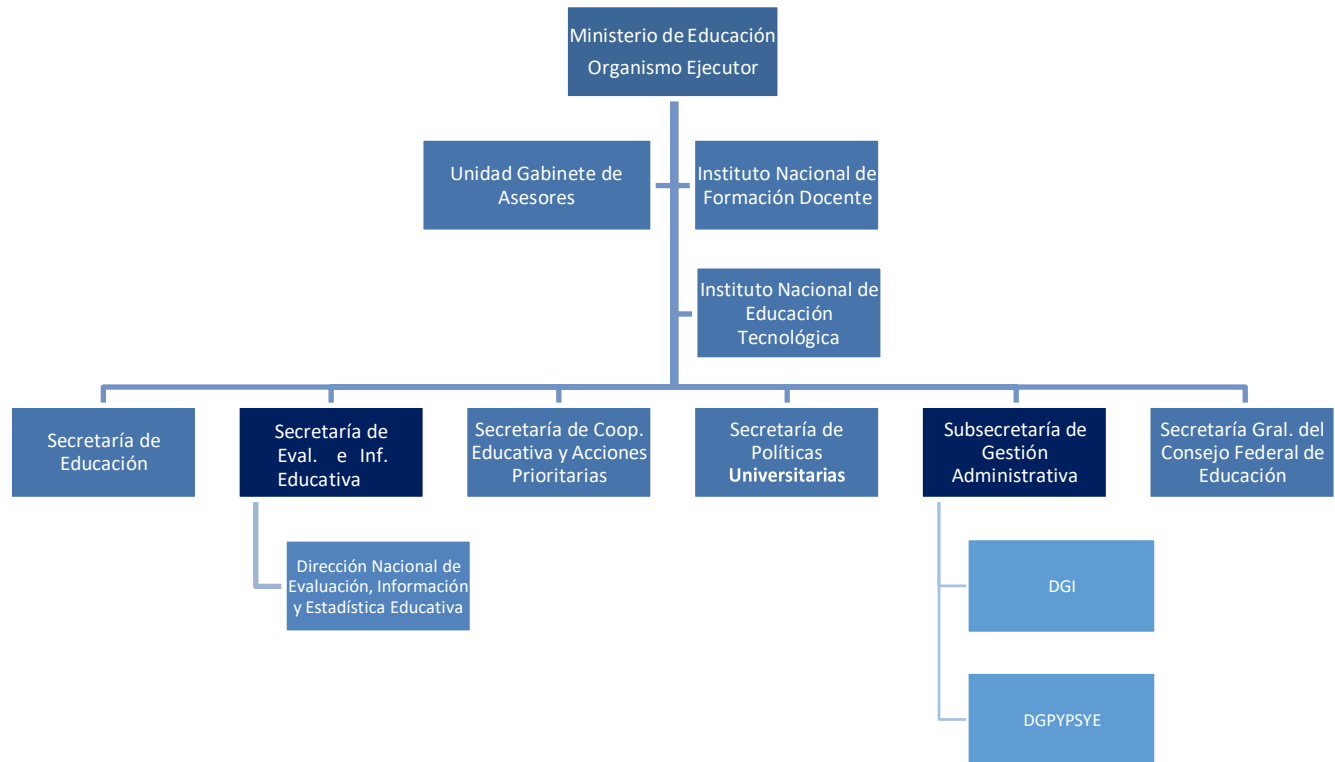 Ministerio de Educación
Organismo Ejecutor
Unidad Gabinete de
Asesores
Instituto Nacional de
Formación Docente
Instituto Nacional de
Educación
Tecnológica
Secretaría de
Educación
Secretaría de
Eval. e Inf.
Educativa
Secretaría de Coop.
Educativa y Acciones
Prioritarias
Secretaría de
Políticas
Universitarias
Subsecretaría de
Gestión
Administrativa
Secretaría Gral. del
Consejo Federal de
Educación
Dirección Nacional de
Evaluación, Información
y Estadística Educativa
DGI
DGPYPSYE